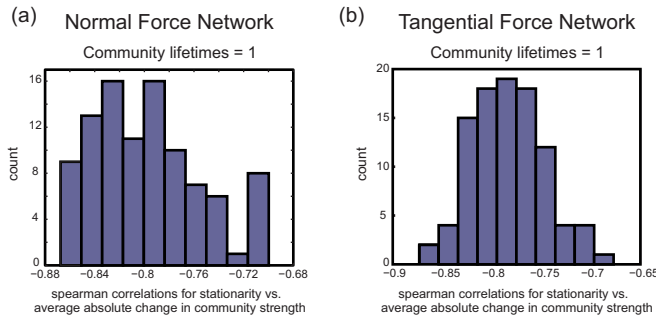 (a) Normal Force Network
Community lifetimes = 1
16
12
8
4
0
count
−0.88 −0.84 −0.8 −0.76 −0.72 −0.68
spearman correlations for stationarity vs.
average absolute change in community strength
(b) Tangential Force Network
Community lifetimes = 1
20
15
10
5
0
count
−0.9 −0.85 −0.8 −0.75 −0.7 −0.65
spearman correlations for stationarity vs.
average absolute change in community strength